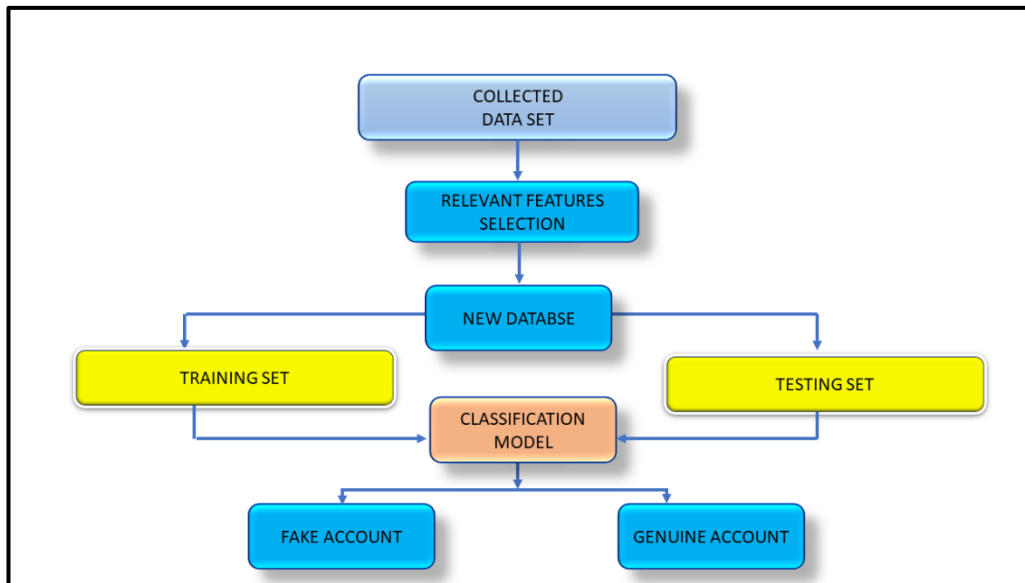 COLLECTED
DATA SET
RELEVANT FEATURES
SELECTION
NEW DATABSE
TRAINING SET
TESTING SET
CLASSIFICATION
MODEL
FAKE ACCOUNT
GENUINE ACCOUNT